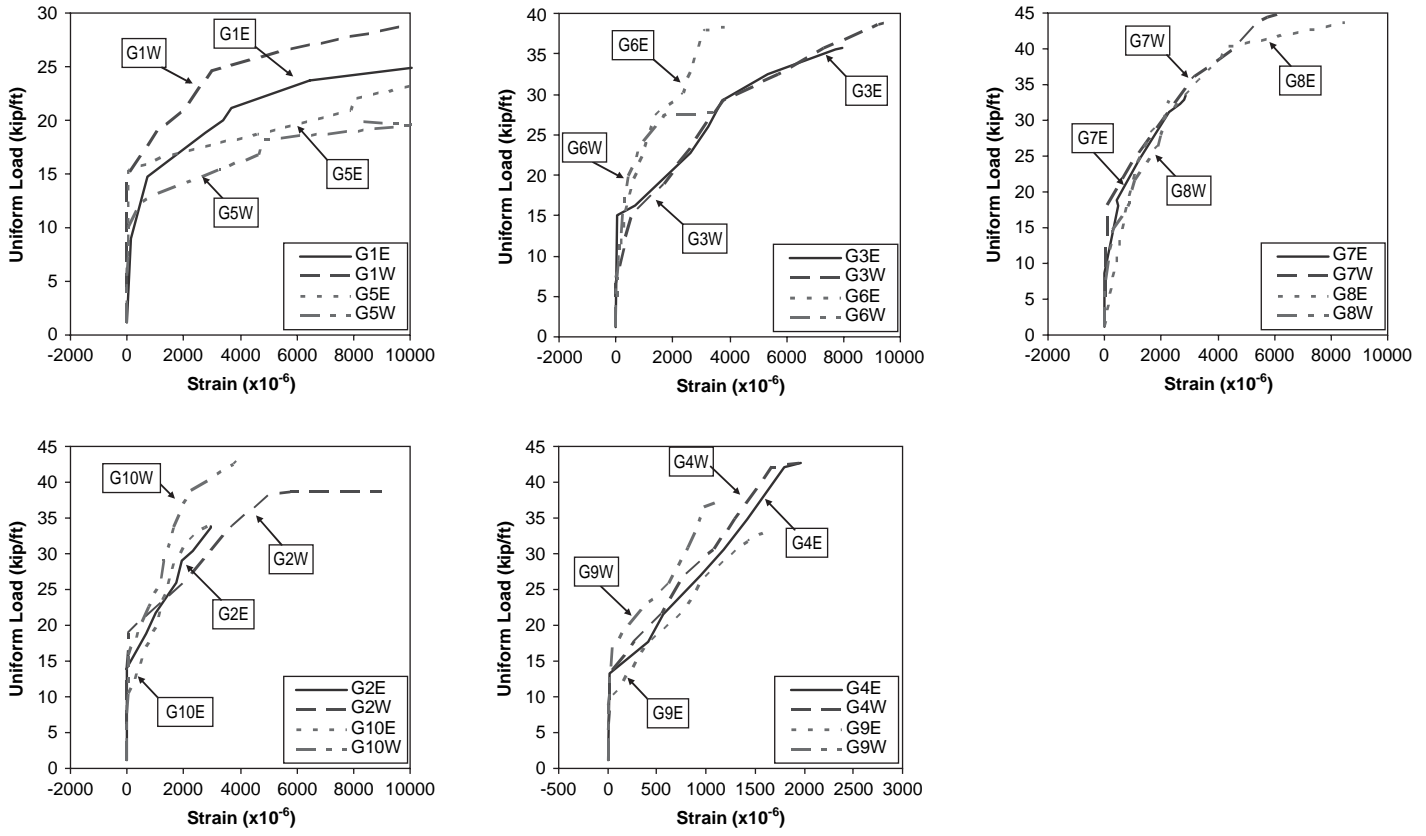 30
25
20
15
10
5
0
Uniform Load (kip/ft)
-2000 0 2000 4000 6000 8000 10000
Strain (x10-6)
G1W
G1E
G5E
G5W
G1E
G1W
G5E
G5W
45
40
35
30
25
20
15
10
5
0
Uniform Load (kip/ft)
-2000 0 2000 4000 6000 8000 10000
Strain (x10-6)
G6E
G3E
G6W
G3W
G3E
G3W
G6E
G6W
45
40
35
30
25
20
15
10
5
0
Uniform Load (kip/ft)
-2000 0 2000 4000 6000 8000 10000
Strain (x10-6)
G7W
G8E
G7E
G8W
G7E
G7W
G8E
G8W
45
40
35
30
25
20
15
10
5
0
Uniform Load (kip/ft)
-2000 0 2000 4000 6000 8000 10000
Strain (x10-6)
G10W
G2W
G2E
G10E
G2E
G2W
G10E
G10W
45
40
35
30
25
20
15
10
5
0
Uniform Load (kip/ft)
-500 0 500 1000 1500 2000 2500 3000
Strain (x10-6)
G4W
G4E
G9W
G9E
G4E
G4W
G9E
G9W